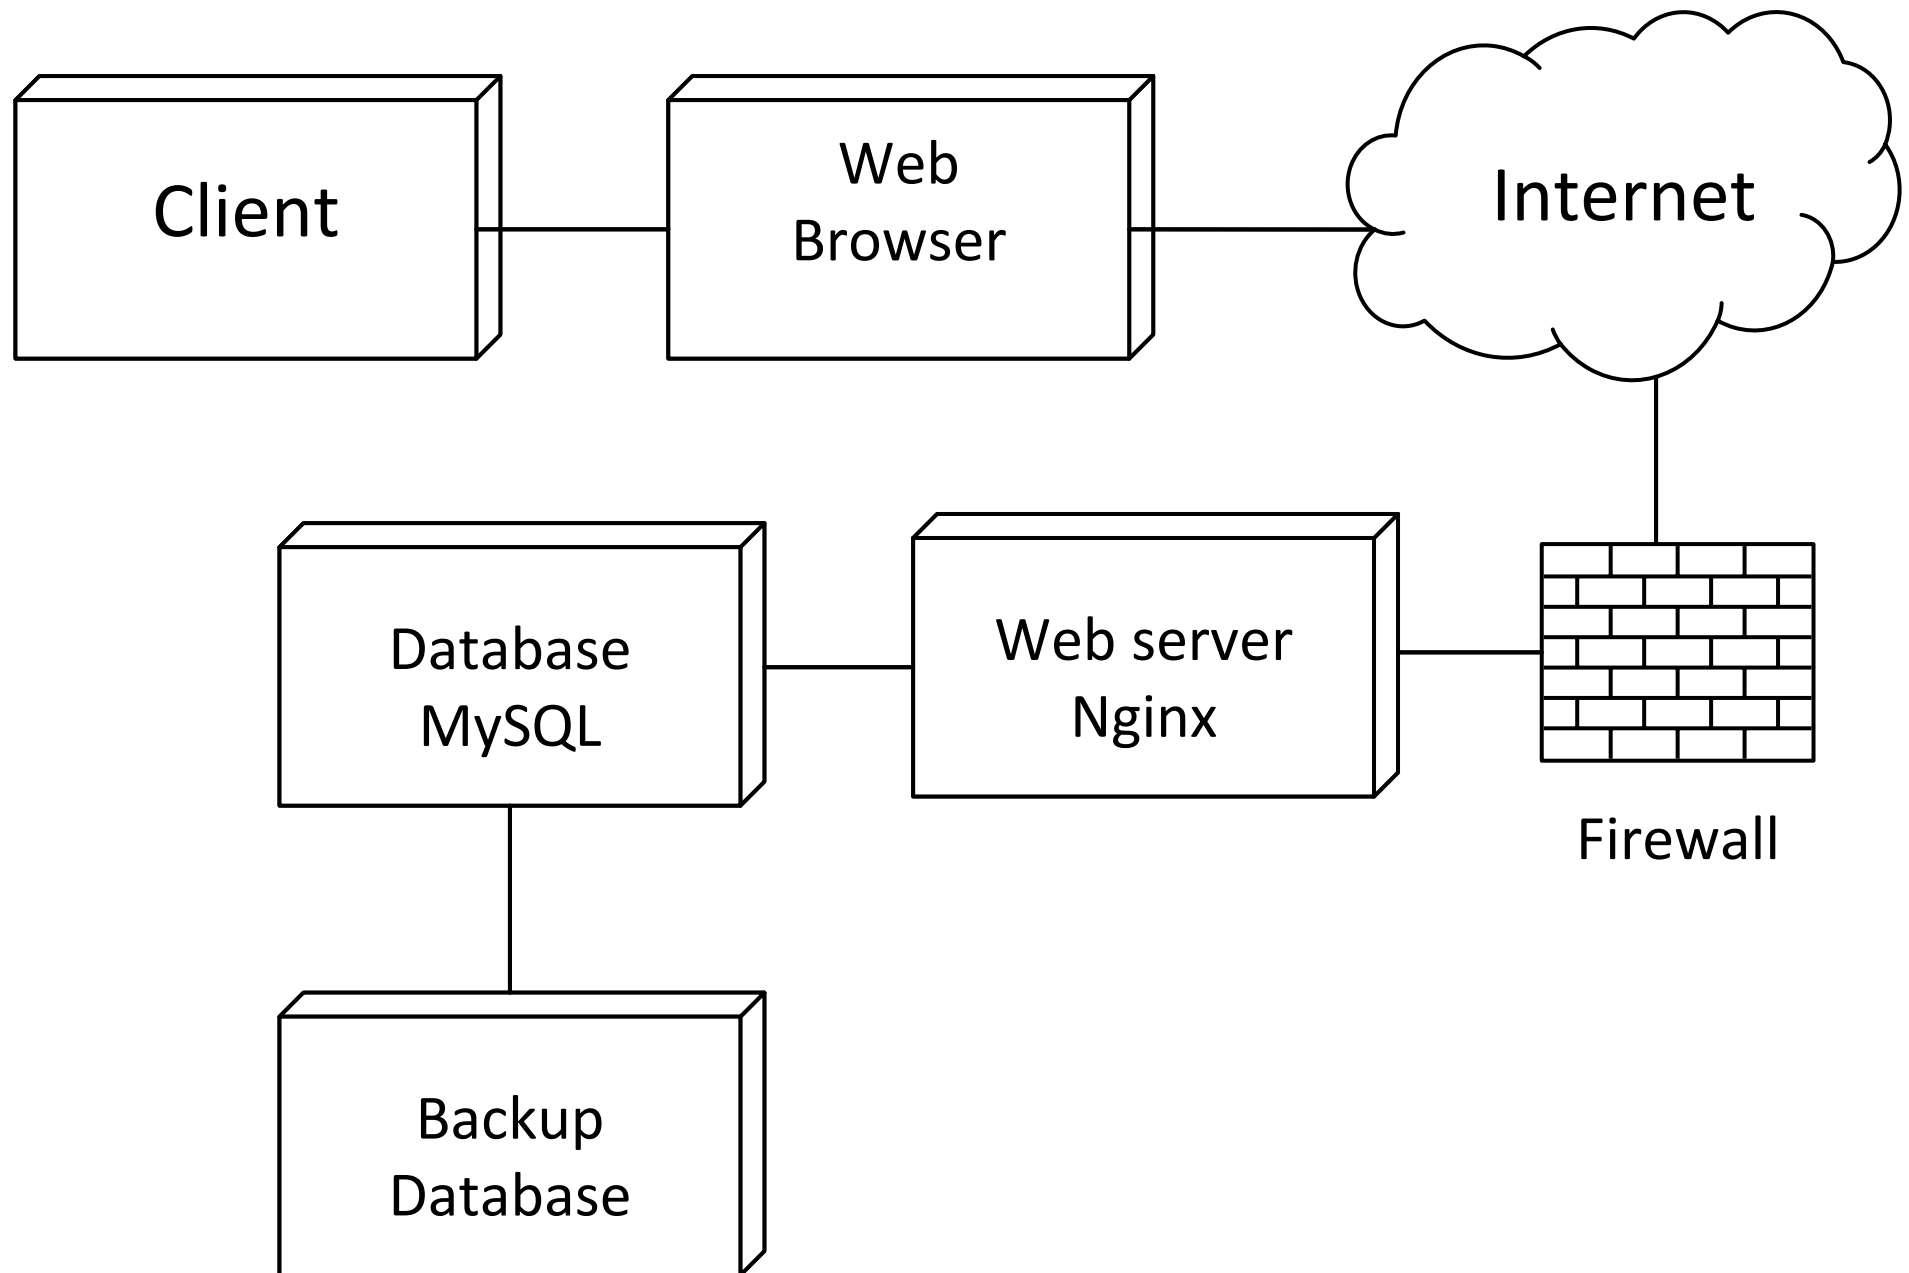 Client
Web
Browser
Internet
Database
MySQL
Web server
Nginx
Firewall
Backup
Database